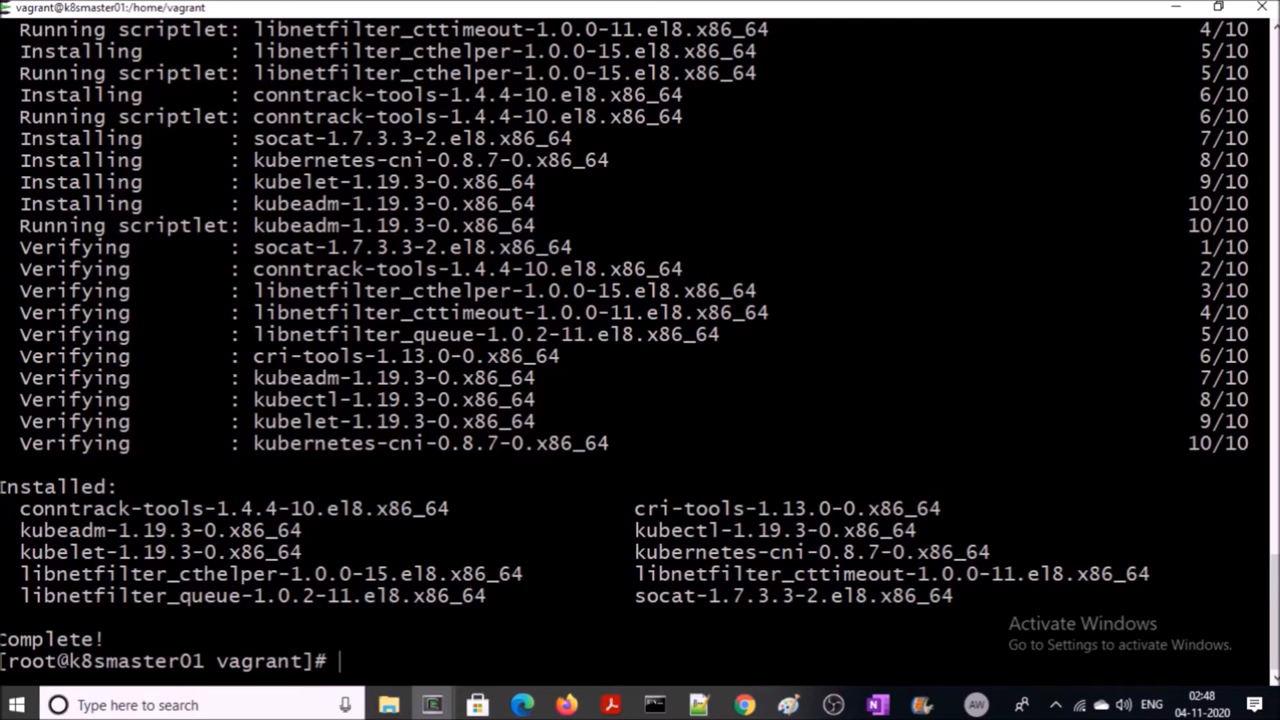 vagrant@k8smaster01:/home/vagrant
Running scriptlet: libnetfilter_cttimeout-1.0.0-11.el8.x86_64 4/10
Installing : libnetfilter_cthelper-1.0.0-15.el8.x86_64 5/10
Running scriptlet: libnetfilter_cthelper-1.0.0-15.el8.x86_64 5/10
Installing : conntrack-tools-1.4.4-10.el8.x86_64 6/10
Running scriptlet: conntrack-tools-1.4.4-10.el8.x86_64 6/10
Installing : socat-1.7.3.3-2.el8.x86_64 7/10
Installing : kubernetes-cni-0.8.7-0.x86_64 8/10
Installing : kubelet-1.19.3-0.x86_64 9/10
Installing : kubeadm-1.19.3-0.x86_64 10/10
Running scriptlet: kubeadm-1.19.3-0.x86_64 10/10
Verifying : socat-1.7.3.3-2.el8.x86_64 1/10
Verifying : conntrack-tools-1.4.4-10.el8.x86_64 2/10
Verifying : libnetfilter_cthelper-1.0.0-15.el8.x86_64 3/10
Verifying : libnetfilter_cttimeout-1.0.0-11.el8.x86_64 4/10
Verifying : libnetfilter_queue-1.0.2-11.el8.x86_64 5/10
Verifying : cri-tools-1.13.0-0.x86_64 6/10
Verifying : kubeadm-1.19.3-0.x86_64 7/10
Verifying : kubectl-1.19.3-0.x86_64 8/10
Verifying : kubelet-1.19.3-0.x86_64 9/10
Verifying : kubernetes-cni-0.8.7-0.x86_64 10/10
Installed:
conntrack-tools-1.4.4-10.el8.x86_64 cri-tools-1.13.0-0.x86_64
kubeadm-1.19.3-0.x86_64 kubectl-1.19.3-0.x86_64
kubelet-1.19.3-0.x86_64 kubernetes-cni-0.8.7-0.x86_64
libnetfilter_cthelper-1.0.0-15.el8.x86_64 libnetfilter_cttimeout-1.0.0-11.el8.x86_64
libnetfilter_queue-1.0.2-11.el8.x86_64 socat-1.7.3.3-2.el8.x86_64
Activate Windows
Go to Settings to activate Windows.
Complete!
[root@k8smaster01 vagrant]#
Type here to search
AW
ENG
02:48
04-11-2020